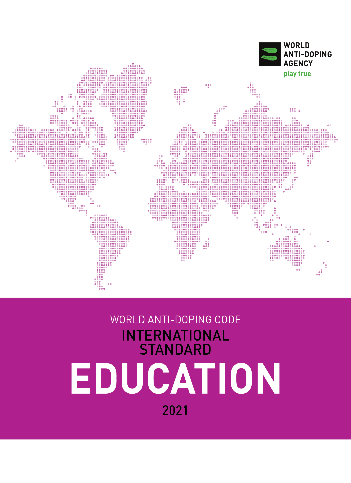 WORLD
ANTI-DOPING
AGENCY
play true
WORLD ANTI-DOPING CODE
INTERNATIONAL
STANDARD
EDUCATION
2021